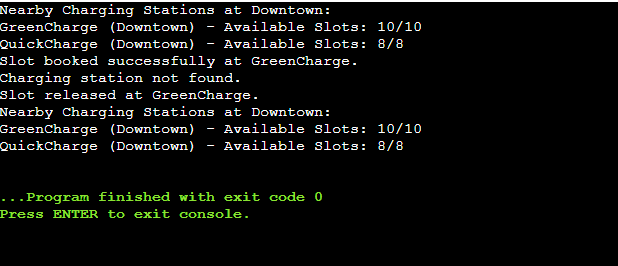 Nearby Charging Stations at Downtown:
GreenCharge (Downtown) - Available Slots: 10/10
QuickCharge (Downtown) - Available Slots: 8/8
Slot booked successfully at GreenCharge.
Charging station not found.
Slot released at GreenCharge.
Nearby Charging Stations at Downtown:
GreenCharge (Downtown) - Available Slots: 10/10
QuickCharge (Downtown) - Available Slots: 8/8
...Program finished with exit code 0
Press ENTER to exit console.